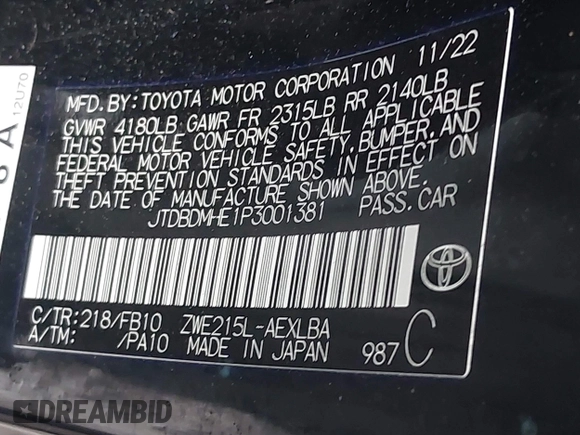 MFD. BY:TOYOTA MOTOR CORPORATION 11/22
GVWR 4180LB GAWR FR 2315LB RR 2140LB
THIS VEHICLE CONFORMS TO ALL APPLICABLE
FEDERAL MOTOR VEHICLE SAFETY, BUMPER, AND
THEFT PREVENTION STANDARDS IN EFFECT ON
THE DATE OF MANUFACTURE SHOWN ABOVE.
JTDBDMHE1P3001381 PASS. CAR
C/TR:218/FB10 ZWE215L-AEXLBA
A/TM: /PA10 MADE IN JAPAN 987 C
12U70
A
DREAMBID